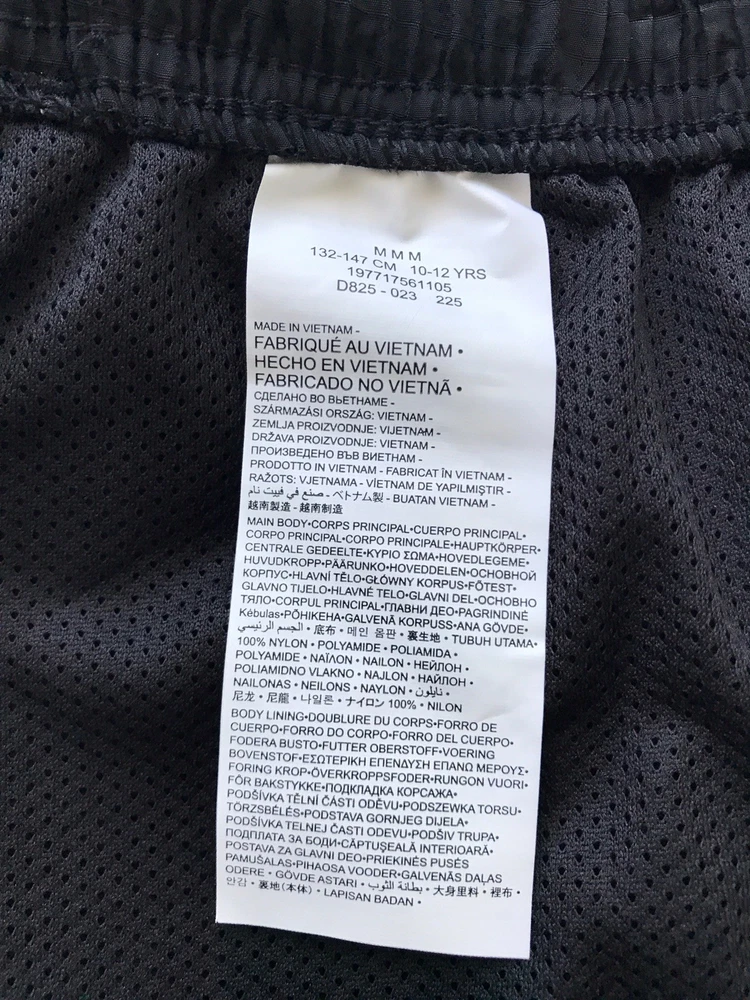 M M M
132-147 CM 10-12 YRS
197717561105
D825 - 023 225
MADE IN VIETNAM -
FABRIQUÉ AU VIETNAM •
HECHO EN VIETNAM •
FABRICADO NO VIETNÃ •
СДЕЛАНО ВО ВЬЕТНАМЕ -
SZÁRMAZÁSI ORSZÁG: VIETNAM -
ZEMLJA PROIZVODNJE: VIJETNAM -
DRŽAVA PROIZVODNJE: VIETNAM -
ПРОИЗВЕДЕНО ВЪВ ВИЕТНАМ -
PRODOTTO IN VIETNAM - FABRICAT ÎN VIETNAM -
RAŽOTS: VJETNAMA - VİETNAM DE YAPILMIŞTIR -
صنع في فييت نام - ベトナム製 - BUATAN VIETNAM -
越南製造 - 越南制造
MAIN BODY•CORPS PRINCIPAL•CUERPO PRINCIPAL•
CORPO PRINCIPAL•CORPO PRINCIPALE•HAUPTKÖRPER•
CENTRALE GEDEELTE•ΚΥΡΙΟ ΣΩΜΑ•HOVEDLEGEME•
HUVUDKROPP•PÄÄRUNKO•HOVEDDELEN•ОСНОВНОЙ
КОРПУС•HLAVNÍ TĚLO•GŁÓWNY KORPUS•FŐTEST•
GLAVNO TIJELO•HLAVNÉ TELO•GLAVNI DEL•ОСНОВНО
ТЯЛО•CORPUL PRINCIPAL•ГЛАВНИ ДЕО•PAGRINDINĖ
Kėbulas•PÕHIKEHA•GALVENĀ KORPUSS•ANA GÖVDE•
الجسم الرئيسي • 底布 • 메인 몸판 • 裏生地 • TUBUH UTAMA•
100% NYLON • POLYAMIDE • POLIAMIDA •
POLYAMIDE • ΝΑΪΛΟΝ • NAILON • НЕЙЛОН •
POLIAMIDNO VLAKNO • NAJLON • НАЙЛОН •
NAILONAS • NEILONS • NAYLON • نايلون •
尼龙 • 尼龍 • 나일론 • ナイロン 100% • NILON
BODY LINING•DOUBLURE DU CORPS•FORRO DE
CUERPO•FORRO DO CORPO•FORRO DEL CUERPO•
FODERA BUSTO•FUTTER OBERSTOFF•VOERING
BOVENSTOF•ΕΣΩΤΕΡΙΚΗ ΕΠΕΝΔΥΣΗ ΕΠΑΝΩ ΜΕΡΟΥΣ•
FORING KROP•ÖVERKROPPSFODER•RUNGON VUORI•
FÔR BAKSTYKKE•ПОДКЛАДКА КОРСАЖА•
PODŠÍVKA TĚLNÍ ČÁSTI ODĚVU•PODSZEWKA TORSU•
TÖRZSBÉLÉS•PODSTAVA GORNJEG DIJELA•
PODŠÍVKA TELNEJ ČASTI ODEVU•PODŠIV TRUPA•
ПОДПЛАТА ЗА БОДИ•CĂPTUŞEALĂ INTERIOARĂ•
POSTAVA ZA GLAVNI DEO•PRIEKINĖS PUSĖS
PAMUŠALAS•PIHAOSA VOODER•GALVENĀS DAĻAS
ODERE • GÖVDE ASTARI • بطانة الثوب • 大身里料 • 裡布 •
안감 • 裏地(本体) • LAPISAN BADAN •